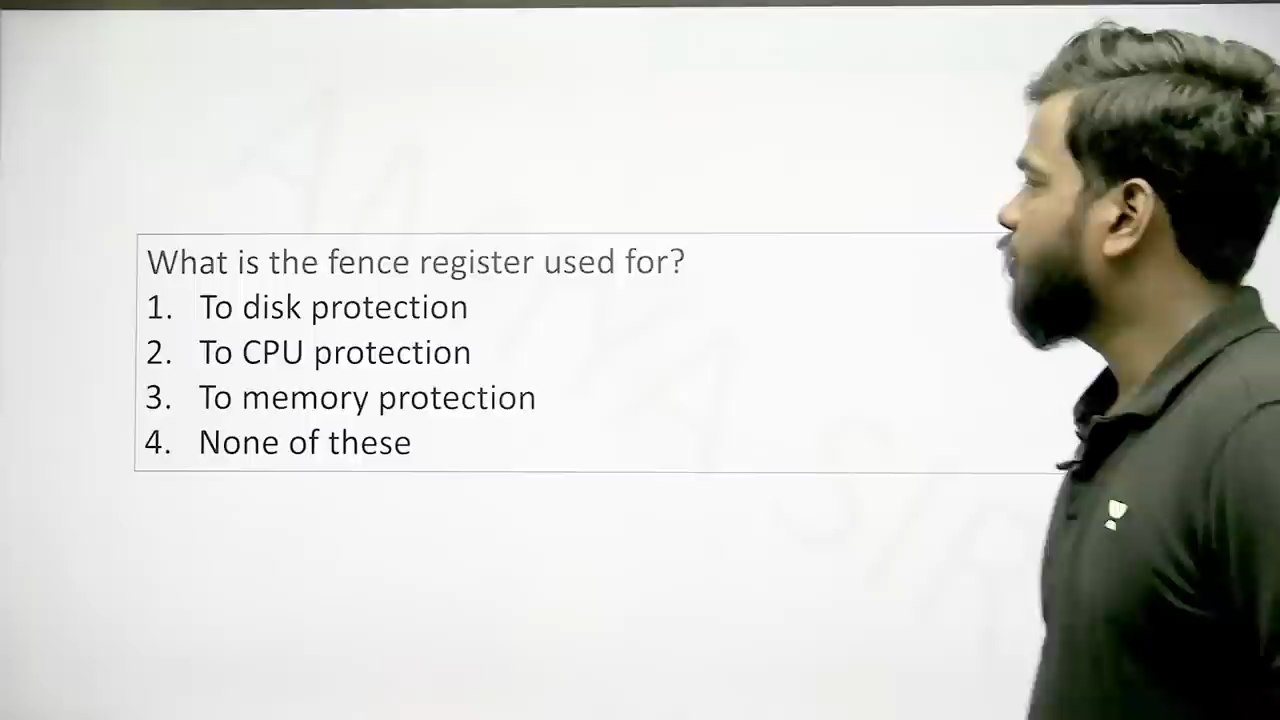 What is the fence register used for?
1. To disk protection
2. To CPU protection
3. To memory protection
4. None of these